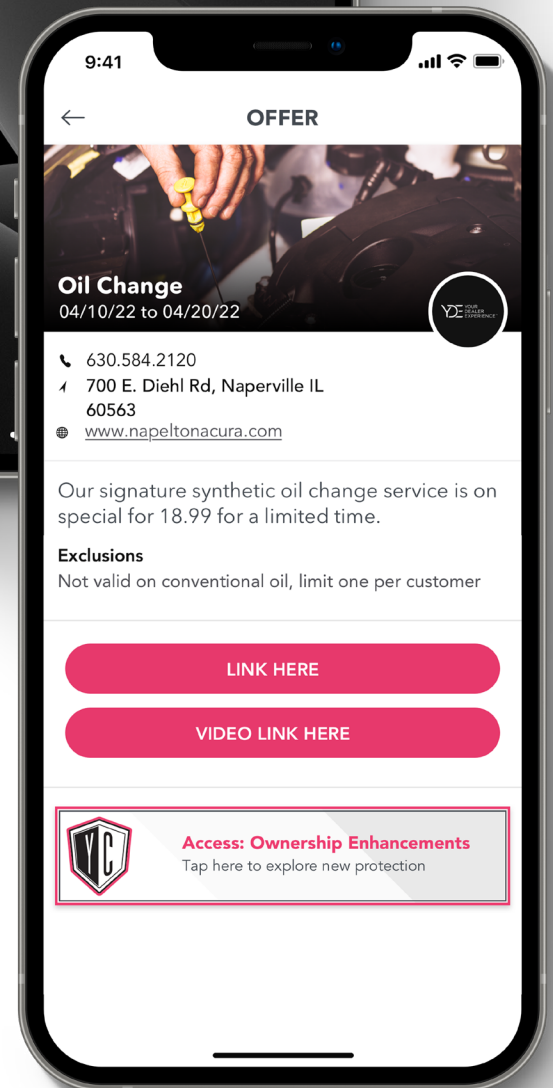 9:41
OFFER
Oil Change
04/10/22 to 04/20/22
YDE YOUR
DEALER
EXPERIENCE
630.584.2120
700 E. Diehl Rd, Naperville IL
60563
www.napeltonacura.com
Our signature synthetic oil change service is on
special for 18.99 for a limited time.
Exclusions
Not valid on conventional oil, limit one per customer
LINK HERE
VIDEO LINK HERE
YC
Access: Ownership Enhancements
Tap here to explore new protection